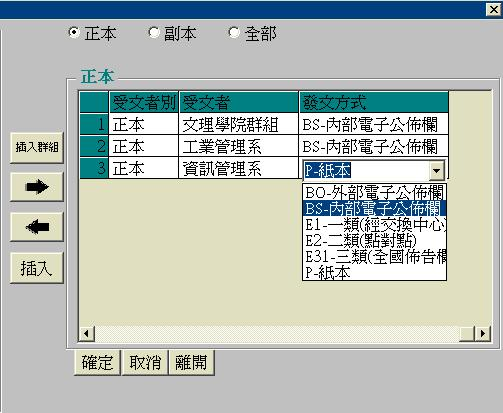 正本 副本 全部
正本
受文者別 受文者 發文方式
1 正本 文理學院群組 BS-內部電子公佈欄
2 正本 工業管理系 BS-內部電子公佈欄
3 正本 資訊管理系 P-紙本
BO-外部電子公佈欄
BS-內部電子公佈欄
E1-一類(經交換中心
E2-二類(點對點)
E31-三類(全國佈告欄
P-紙本
插入群組
插入
確定 取消 離開